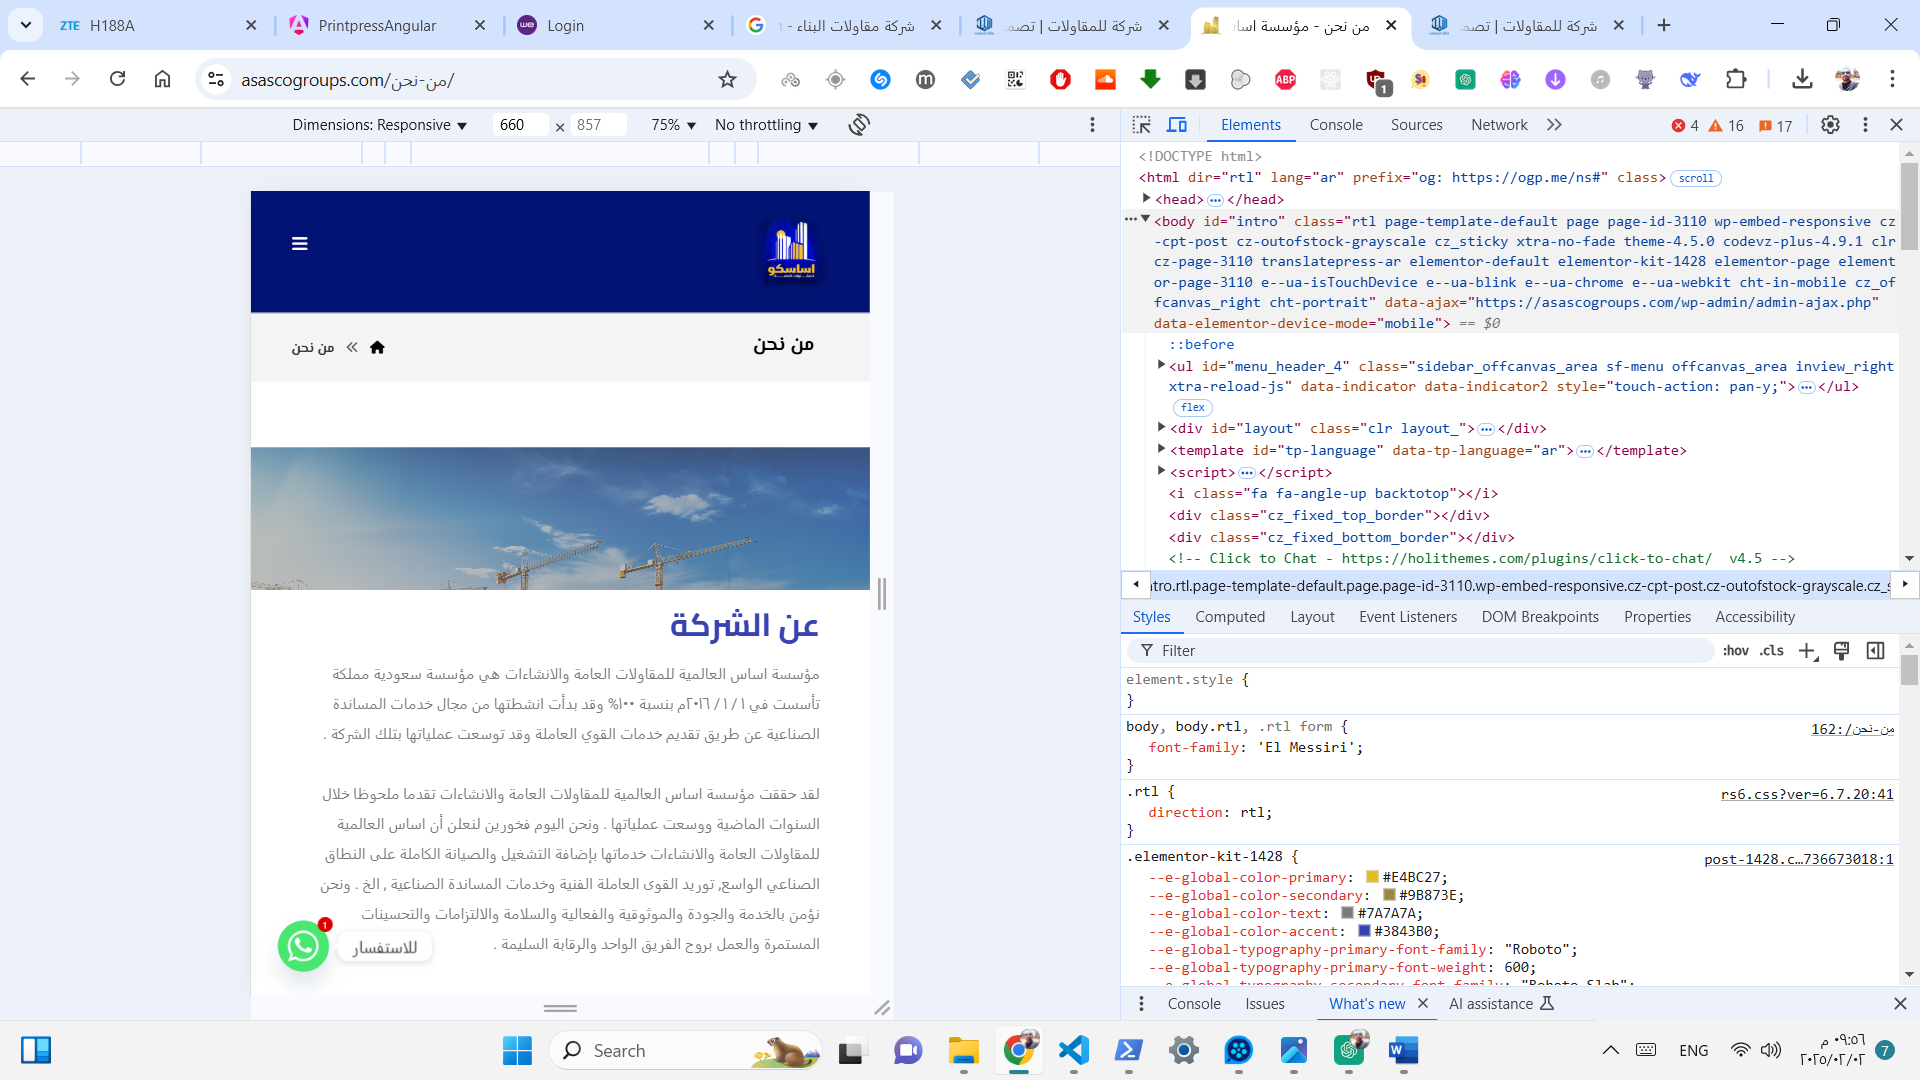 H188A
PrintpressAngular
Login
شركة مقاولات البناء -
شركة للمقاولات | تصم
من نحن - مؤسسة اساس
شركة للمقاولات | تصم
asascogroups.com/من-نحن/
1
Dimensions: Responsive
660 × 857
75%
No throttling
Elements
Console
Sources
Network
4
16
17
<!DOCTYPE html>
<html dir="rtl" lang="ar" prefix="og: https://ogp.me/ns#" class> scroll
<head> … </head>
<body id="intro" class="rtl page-template-default page page-id-3110 wp-embed-responsive cz
-cpt-post cz-outofstock-grayscale cz_sticky xtra-no-fade theme-4.5.0 codevz-plus-4.9.1 clr
cz-page-3110 translatepress-ar elementor-default elementor-kit-1428 elementor-page element
or-page-3110 e--ua-isTouchDevice e--ua-blink e--ua-chrome e--ua-webkit cht-in-mobile cz_of
fcanvas_right cht-portrait" data-ajax="https://asascogroups.com/wp-admin/admin-ajax.php"
data-elementor-device-mode="mobile"> == $0
::before
<ul id="menu_header_4" class="sidebar_offcanvas_area sf-menu offcanvas_area inview_right
xtra-reload-js" data-indicator data-indicator2 style="touch-action: pan-y;"> … </ul>
flex
<div id="layout" class="clr layout_"> … </div>
<template id="tp-language" data-tp-language="ar"> … </template>
<script> … </script>
<i class="fa fa-angle-up backtotop"></i>
<div class="cz_fixed_top_border"></div>
<div class="cz_fixed_bottom_border"></div>
<!-- Click to Chat - https://holithemes.com/plugins/click-to-chat/  v4.5 -->
ntro.rtl.page-template-default.page.page-id-3110.wp-embed-responsive.cz-cpt-post.cz-outofstock-grayscale.cz_s
Styles
Computed
Layout
Event Listeners
DOM Breakpoints
Properties
Accessibility
Filter
:hov
.cls
element.style {
}
body, body.rtl, .rtl form {
من-نحن/:162
font-family: 'El Messiri';
}
.rtl {
rs6.css?ver=6.7.20:41
direction: rtl;
}
.elementor-kit-1428 {
post-1428.c…736673018:1
--e-global-color-primary: #E4BC27;
--e-global-color-secondary: #9B873E;
--e-global-color-text: #7A7A7A;
--e-global-color-accent: #3843B0;
--e-global-typography-primary-font-family: "Roboto";
--e-global-typography-primary-font-weight: 600;
--e-global-typography-secondary-font-family: "Roboto Slab";
Console
Issues
What's new
AI assistance
اساسكو
من نحن
من نحن
عن الشركة
مؤسسة اساس العالمية للمقاولات العامة والانشاءات هي مؤسسة سعودية مملكة
تأسست في ١/١/ ٢٠١٦م بنسبة ١٠٠% وقد بدأت انشطتها من مجال خدمات المساندة
الصناعية عن طريق تقديم خدمات القوي العاملة وقد توسعت عملياتها بتلك الشركة .
لقد حققت مؤسسة اساس العالمية للمقاولات العامة والانشاءات تقدما ملحوظا خلال
السنوات الماضية ووسعت عملياتها . ونحن اليوم فخورين لنعلن أن اساس العالمية
للمقاولات العامة والانشاءات خدماتها بإضافة التشغيل والصيانة الكاملة على النطاق
الصناعي الواسع, توريد القوى العاملة الفنية وخدمات المساندة الصناعية , الخ . ونحن
نؤمن بالخدمة والجودة والموثوقية والفعالية والسلامة والالتزامات والتحسينات
المستمرة والعمل بروح الفريق الواحد والرقابة السليمة .
1
للاستفسار
Search
ENG
٠٩:٥٦ م
٢٠٢٥/٠٢/٠٢
7